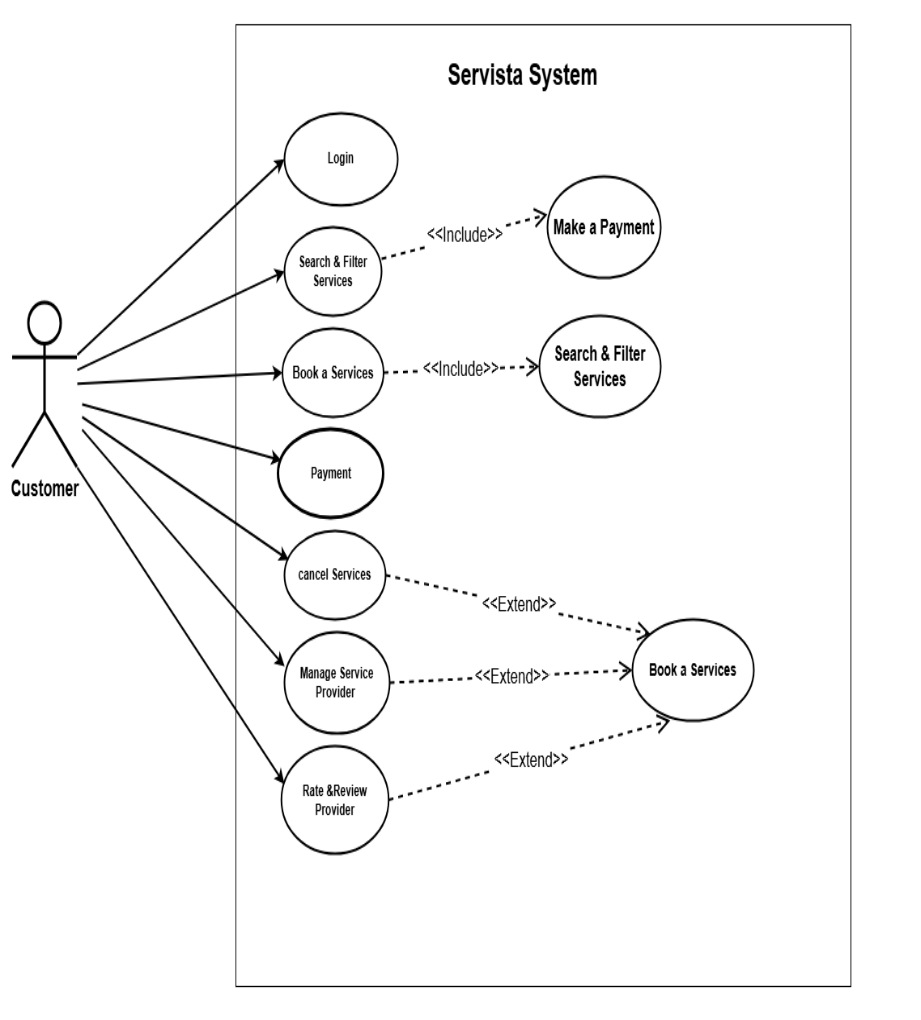 Servista System
Login
Make a Payment
<<Include>>
Search & Filter
Services
Search & Filter
Services
Book a Services
<<Include>>
Payment
Customer
cancel Services
<<Extend>>
Manage Service
Provider
<<Extend>>
Book a Services
<<Extend>>
Rate &Review
Provider